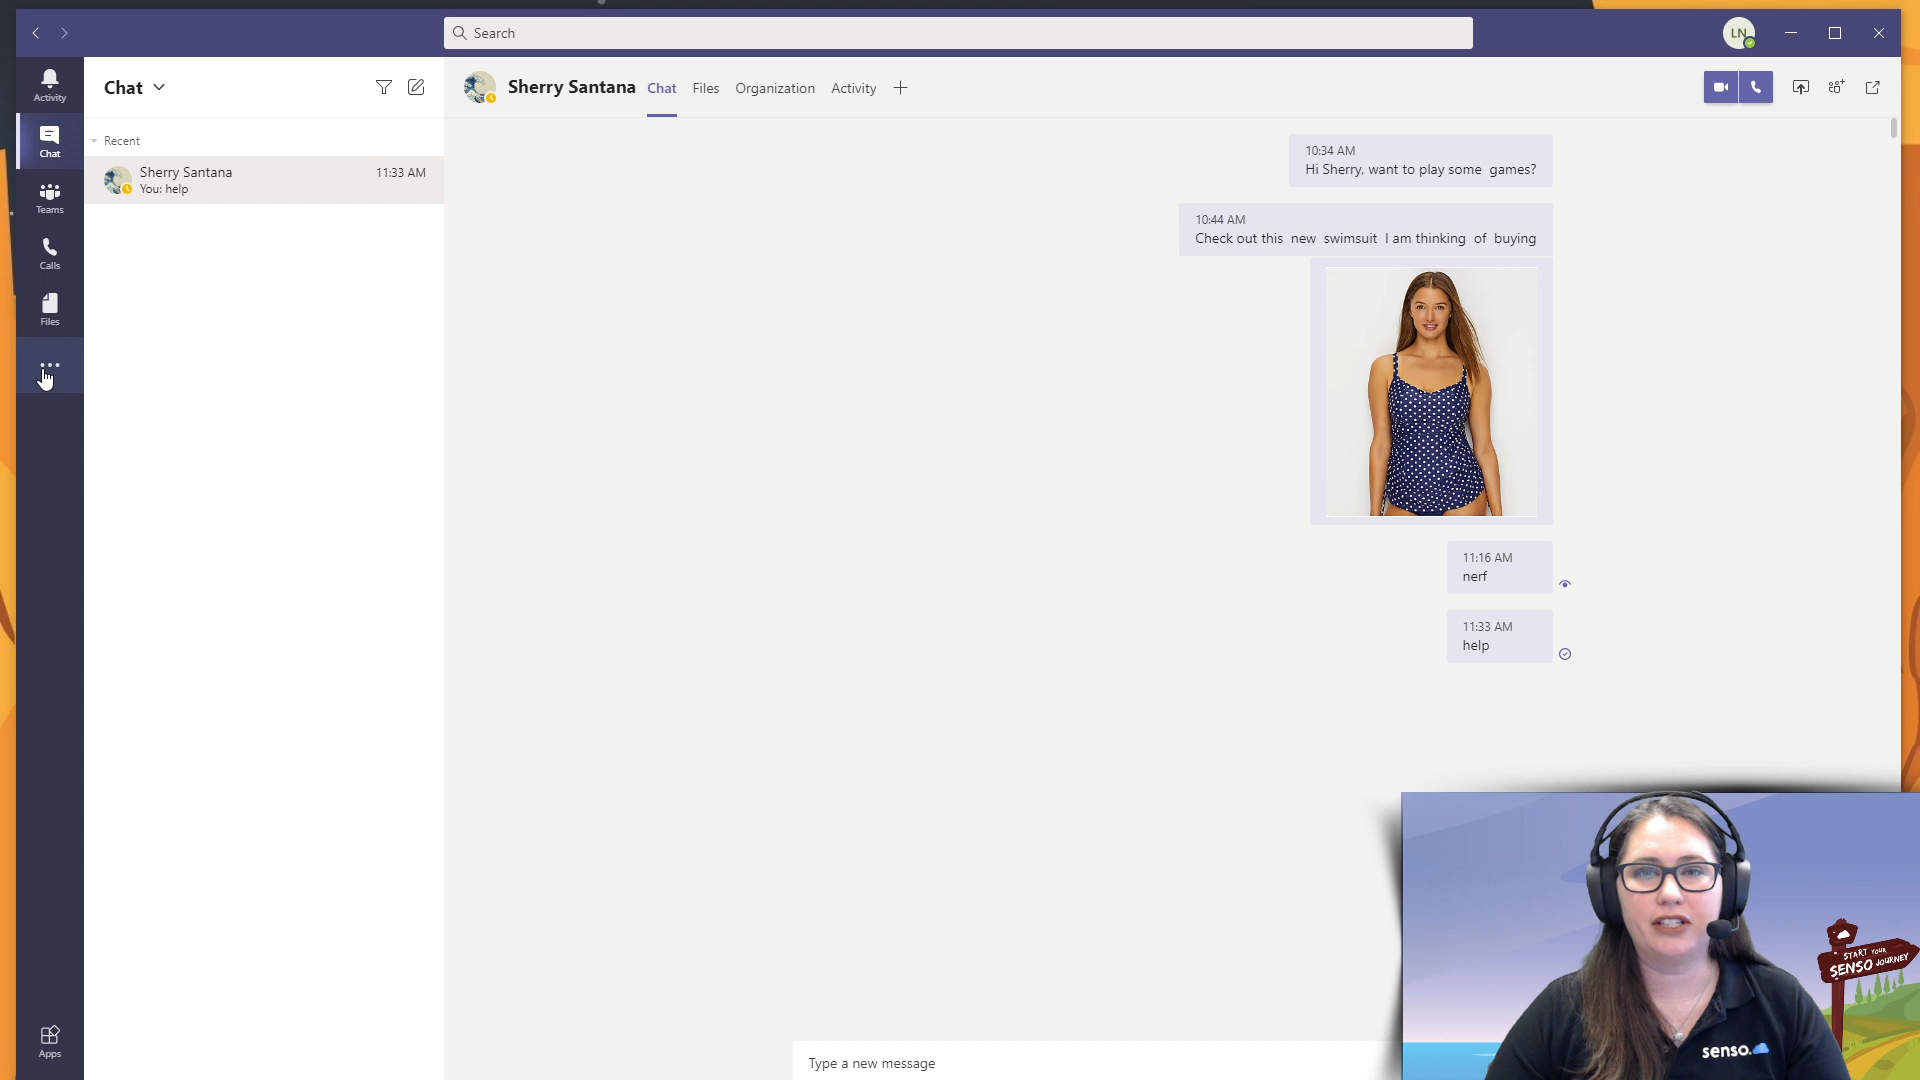 Search
LN
Activity
Chat
Teams
Calls
Files
Apps
Chat
Recent
Sherry Santana
11:33 AM
You: help
Sherry Santana
Chat
Files
Organization
Activity
10:34 AM
Hi Sherry, want to play some games?
10:44 AM
Check out this new swimsuit I am thinking of buying
11:16 AM
nerf
11:33 AM
help
Type a new message
START YOUR
SENSO JOURNEY
senso.